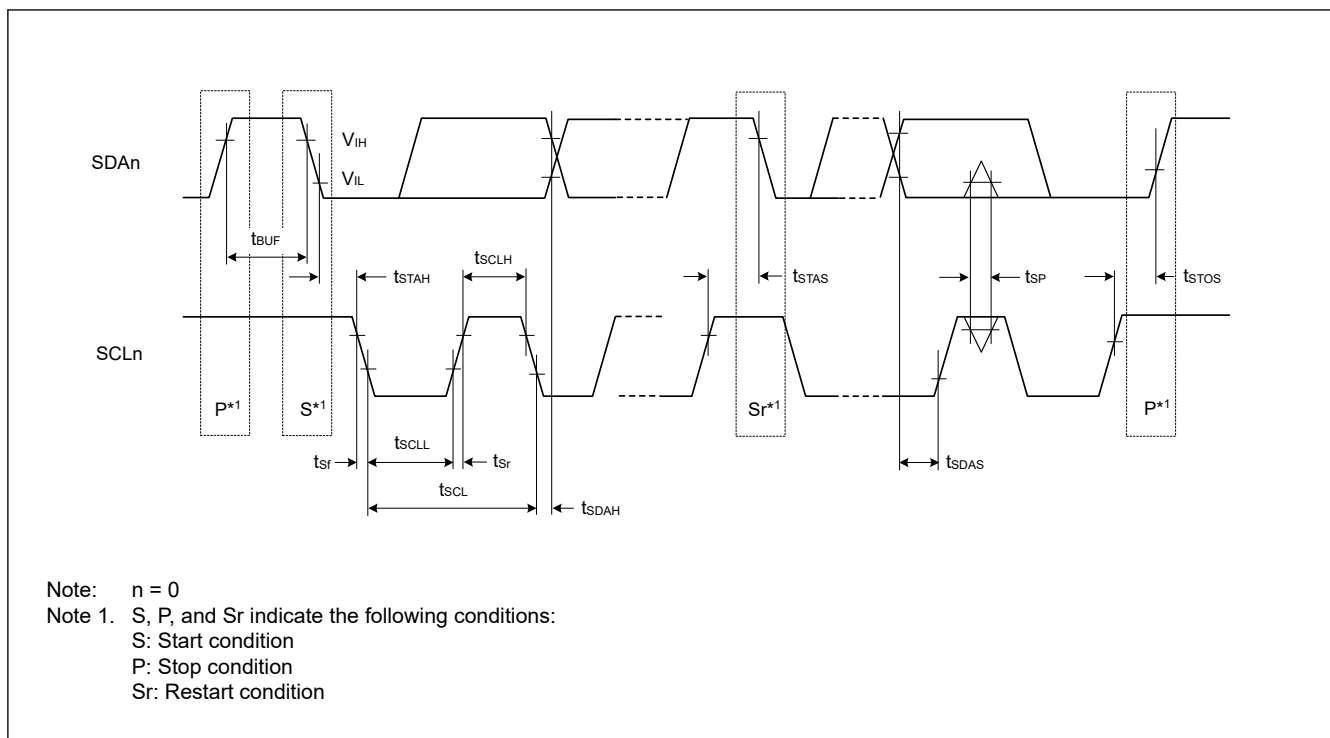 SDAn
VIH
VIL
tBUF
tSTAH
tSCLH
tSTAS
tSP
tSTOS
SCLn
P*1
S*1
Sr*1
P*1
tSf
tSCLL
tSr
tSCL
tSDAH
tSDAS
Note: n = 0
Note 1. S, P, and Sr indicate the following conditions:
S: Start condition
P: Stop condition
Sr: Restart condition